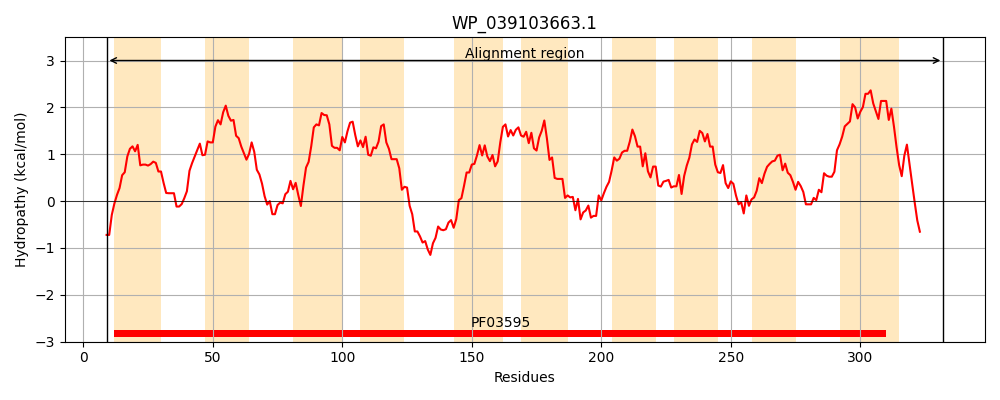 WP_039103663.1
Alignment region
Hydropathy (kcal/mol)
3
2
1
0
−1
−2
−3
PF03595
0 50 100 150 200 250 300
Residues